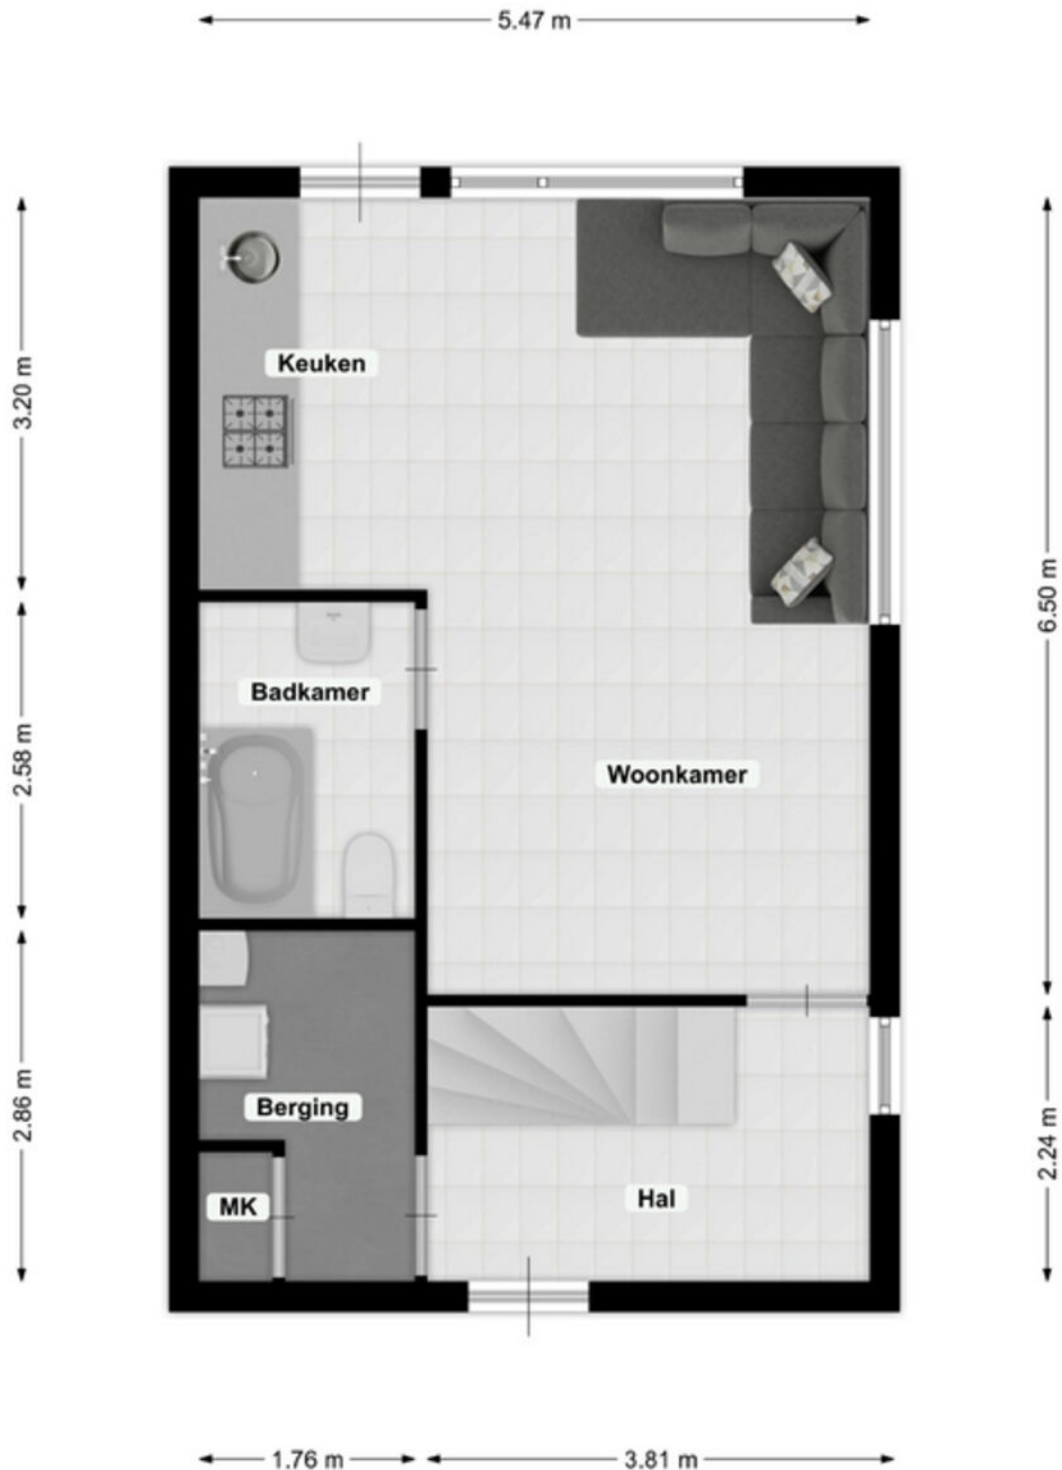 5.47 m
3.20 m
Keuken
6.50 m
Badkamer
2.58 m
Woonkamer
2.86 m
Berging
2.24 m
MK
Hal
1.76 m
3.81 m